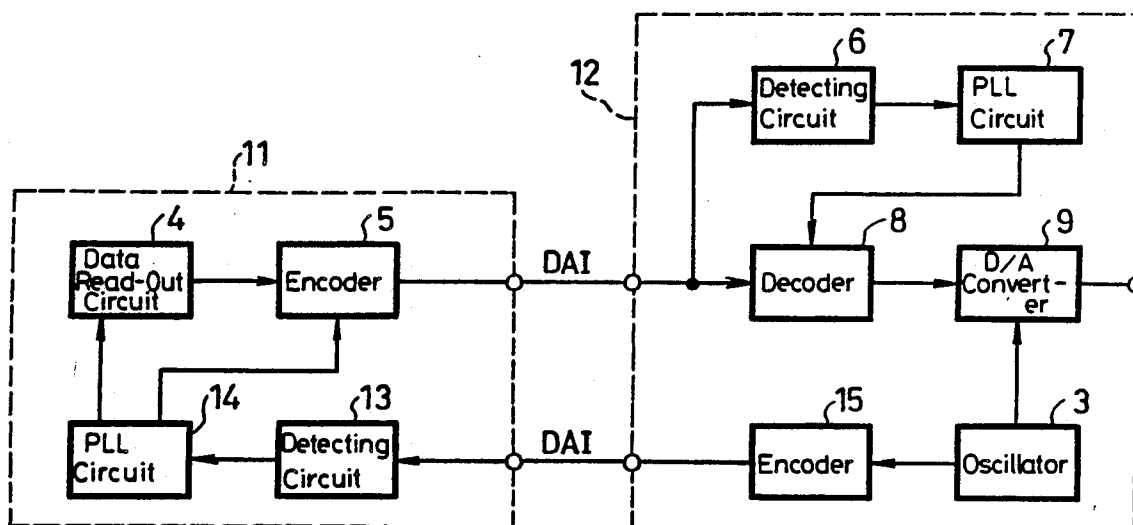 6
7
12
Detecting
Circuit
PLL
Circuit
11
4
5
8
9
Data
Read-Out
Circuit
Encoder
DAI
Decoder
D/A
Convert-
er
14
13
15
3
PLL
Circuit
Detecting
Circuit
DAI
Encoder
Oscillator